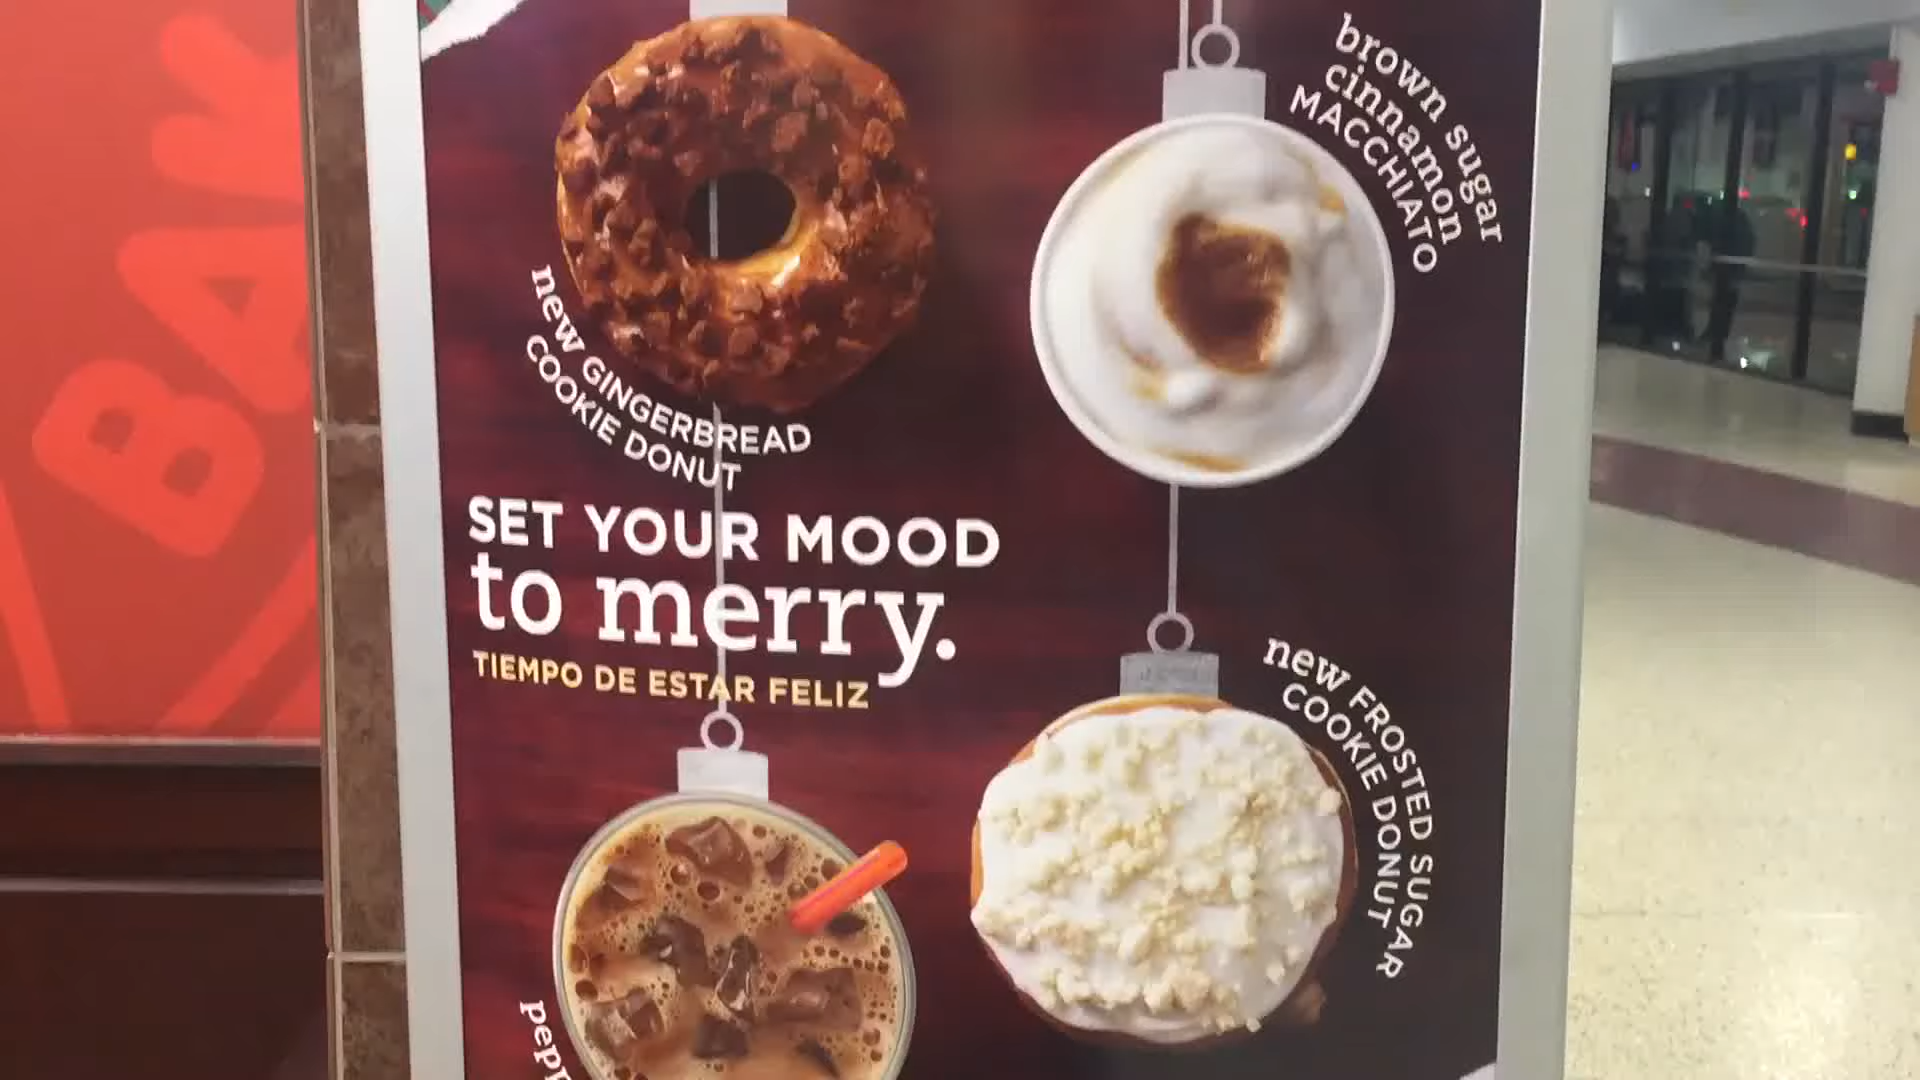 BAK
brown sugar
cinnamon
MACCHIATO
new GINGERBREAD
COOKIE DONUT
SET YOUR MOOD
to merry.
TIEMPO DE ESTAR FELIZ
new FROSTED SUGAR
COOKIE DONUT